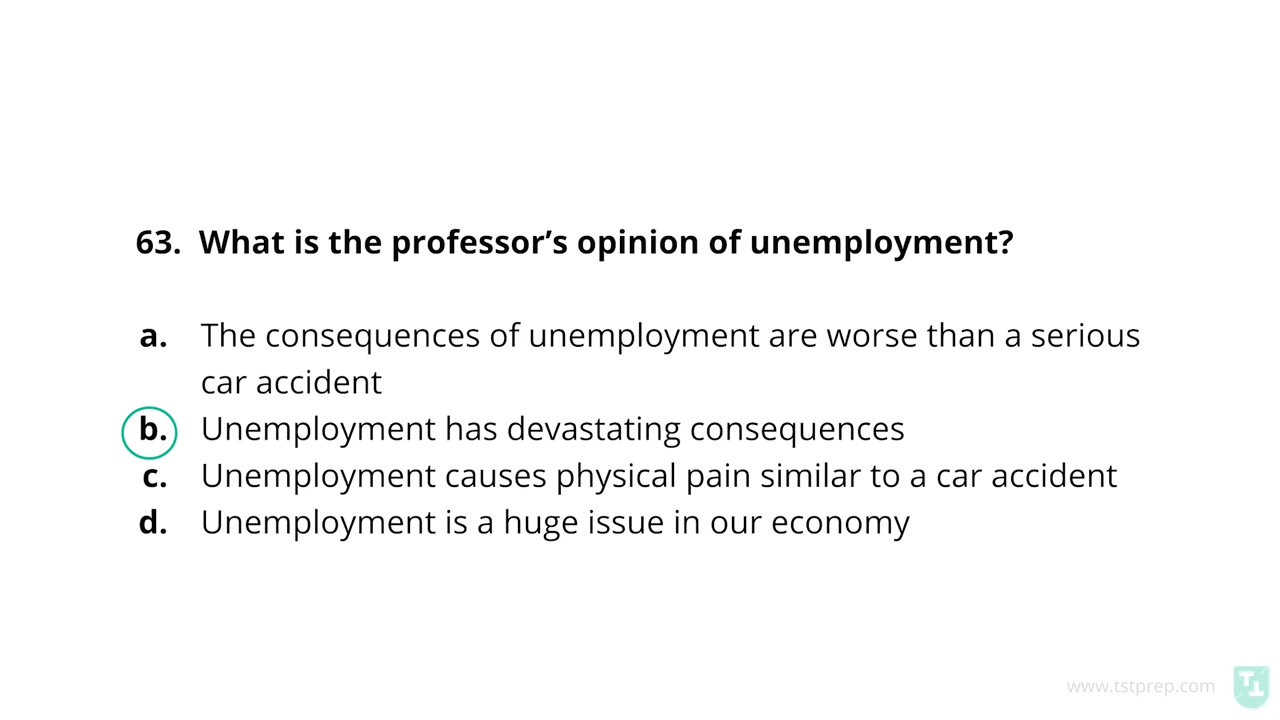 63. What is the professor’s opinion of unemployment?
a. The consequences of unemployment are worse than a serious
car accident
b. Unemployment has devastating consequences
c. Unemployment causes physical pain similar to a car accident
d. Unemployment is a huge issue in our economy
www.tstprep.com